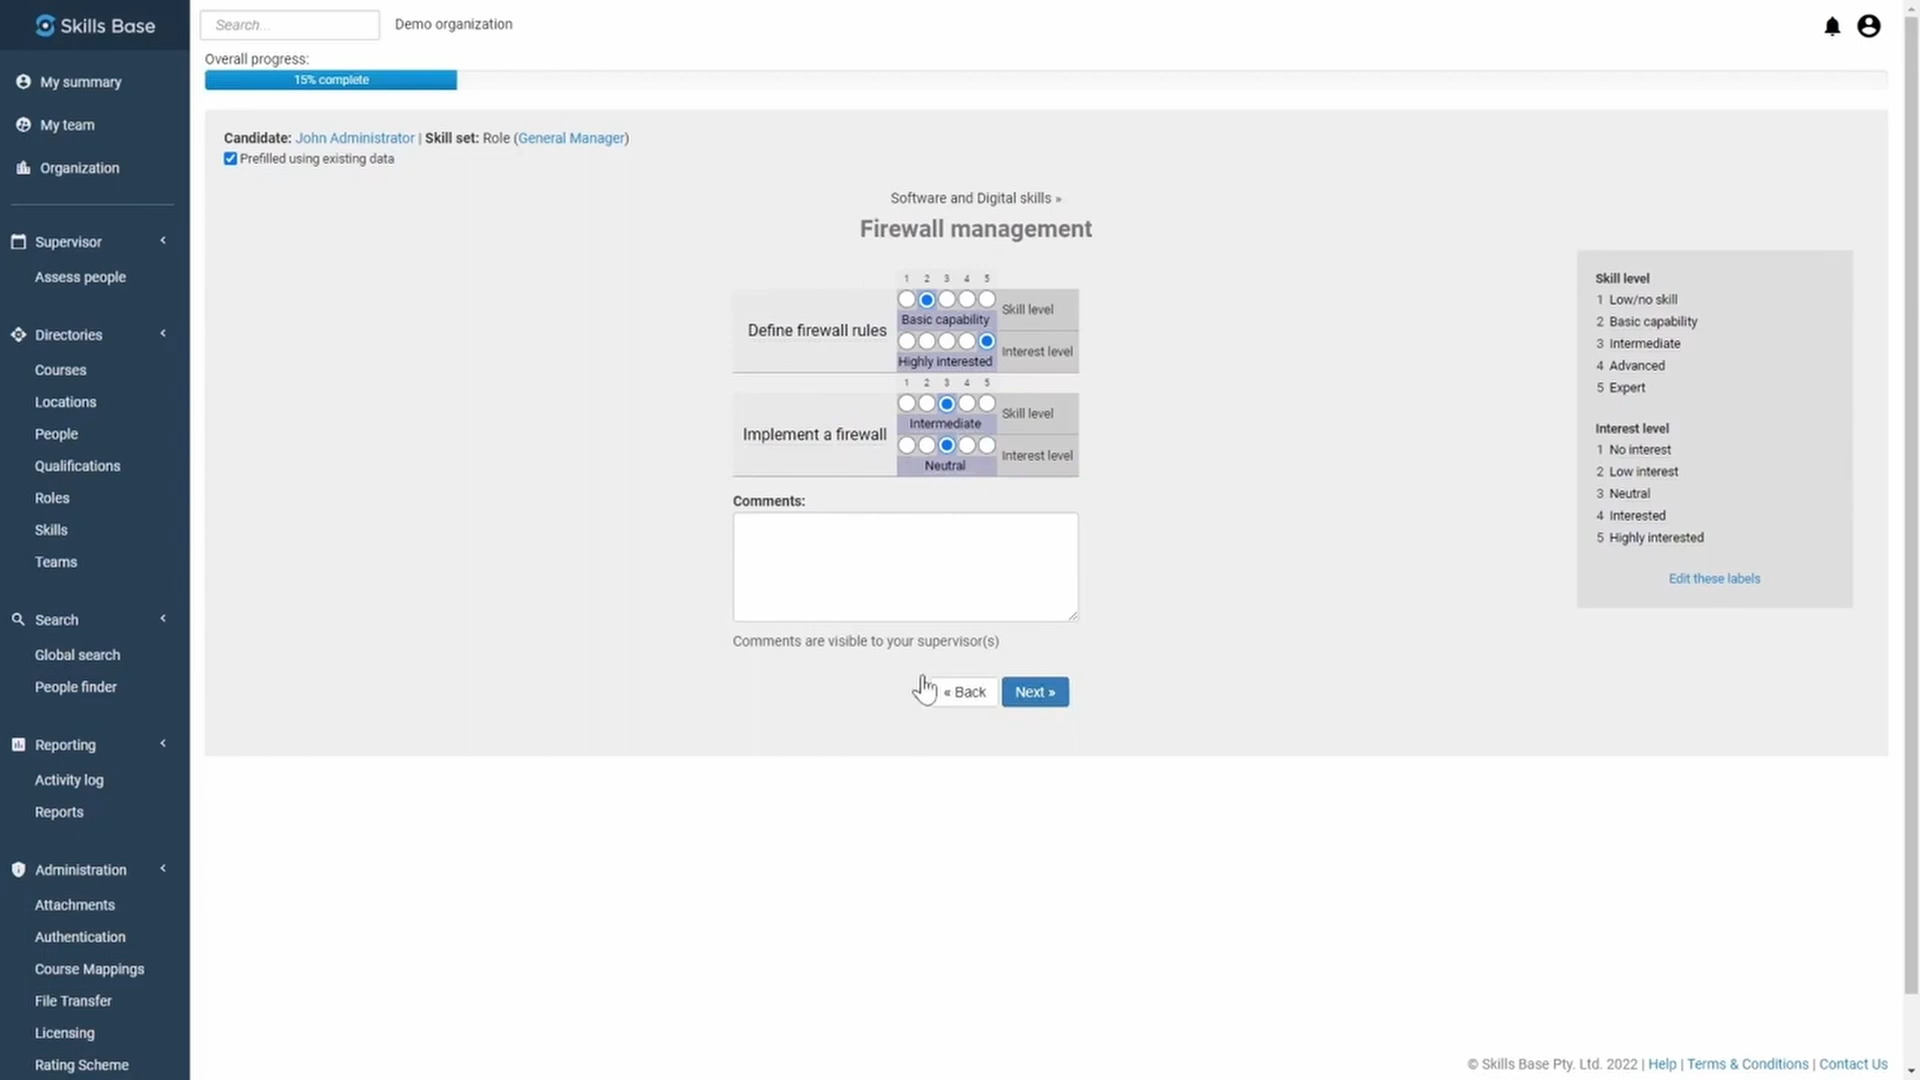 Skills Base
Search...
Demo organization
My summary
My team
Organization
Supervisor
Assess people
Directories
Courses
Locations
People
Qualifications
Roles
Skills
Teams
Search
Global search
People finder
Reporting
Activity log
Reports
Administration
Attachments
Authentication
Course Mappings
File Transfer
Licensing
Rating Scheme
Overall progress:
15% complete
Candidate: John Administrator | Skill set: Role (General Manager)
Prefilled using existing data
Software and Digital skills »
Firewall management
1 2 3 4 5
Define firewall rules
Skill level
Basic capability
Interest level
Highly interested
1 2 3 4 5
Implement a firewall
Skill level
Intermediate
Interest level
Neutral
Comments:
Comments are visible to your supervisor(s)
« Back
Next »
Skill level
1 Low/no skill
2 Basic capability
3 Intermediate
4 Advanced
5 Expert
Interest level
1 No interest
2 Low interest
3 Neutral
4 Interested
5 Highly interested
Edit these labels
© Skills Base Pty. Ltd. 2022 | Help | Terms & Conditions | Contact Us